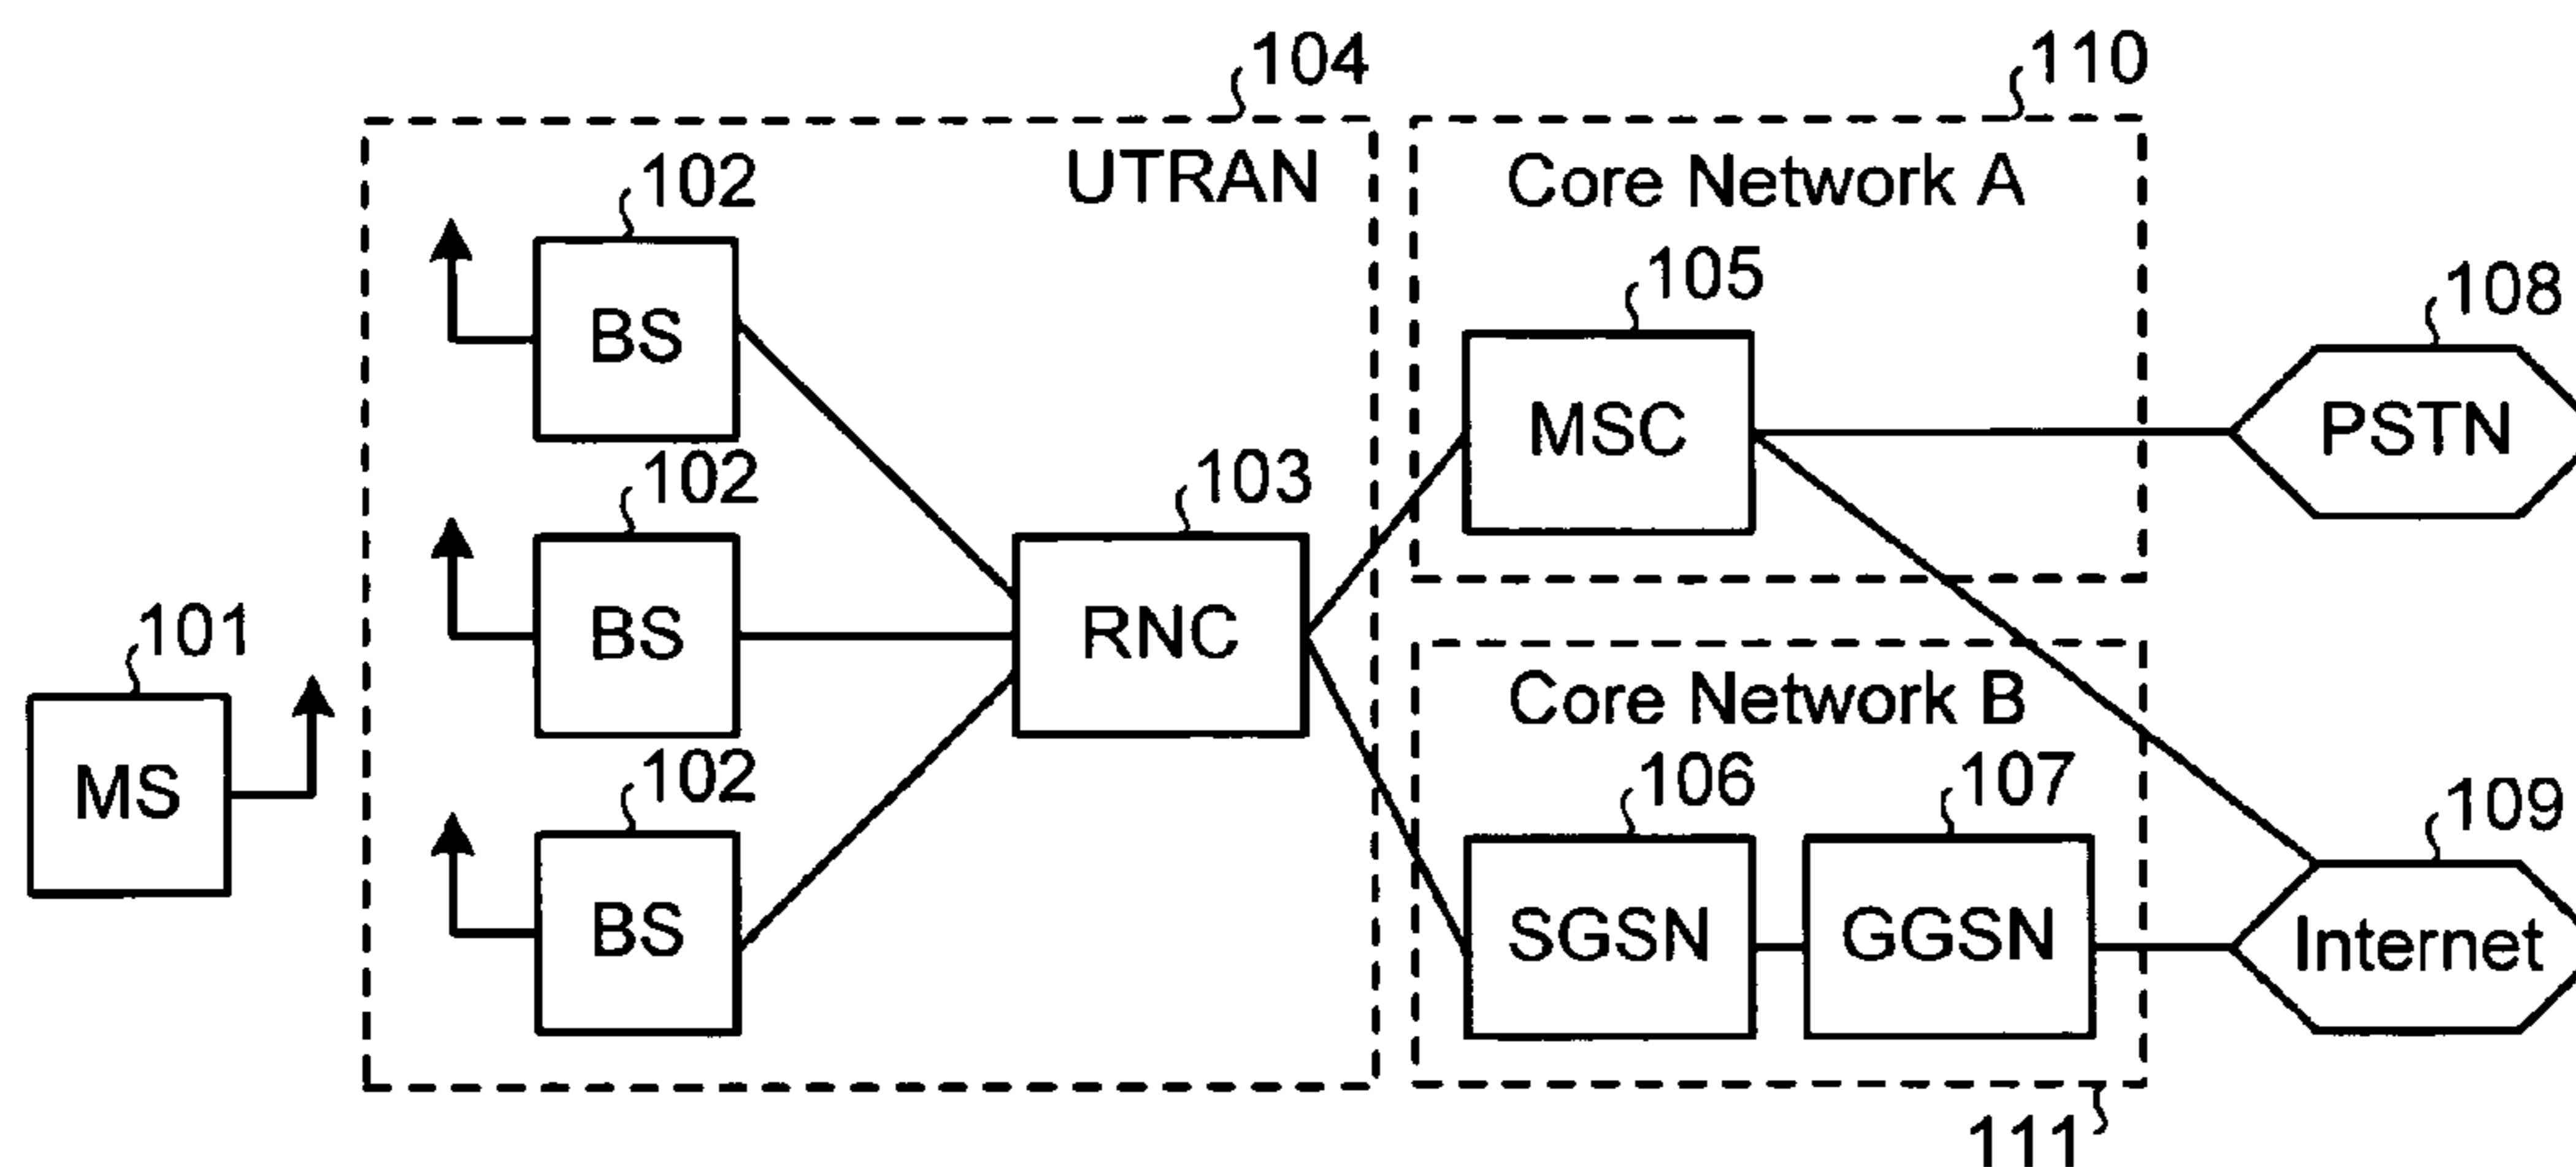 104
110
UTRAN
Core Network A
102
BS
105
MSC
108
PSTN
102
BS
103
RNC
101
MS
Core Network B
102
BS
106
SGSN
107
GGSN
109
Internet
111